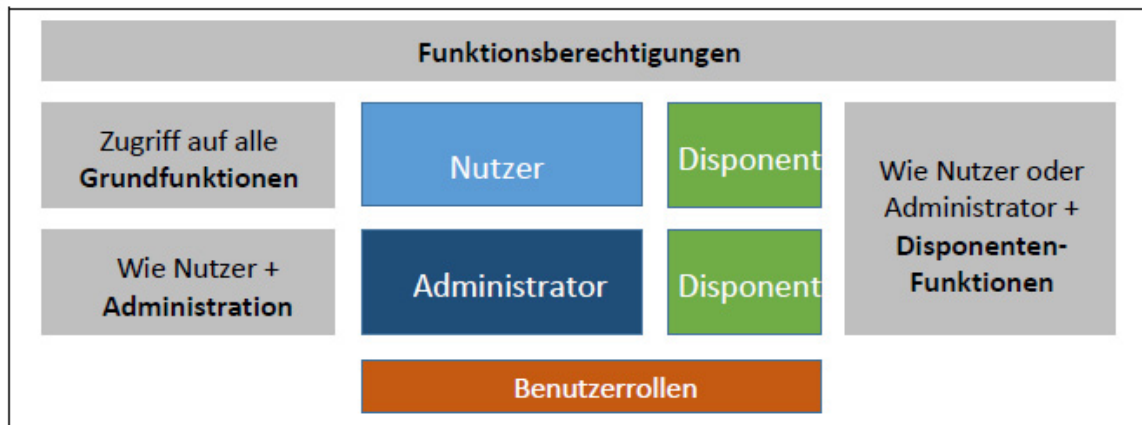 Funktionsberechtigungen
Zugriff auf alle
Grundfunktionen
Nutzer
Disponent
Wie Nutzer oder
Administrator +
Disponenten-
Funktionen
Wie Nutzer +
Administration
Administrator
Disponent
Benutzerrollen